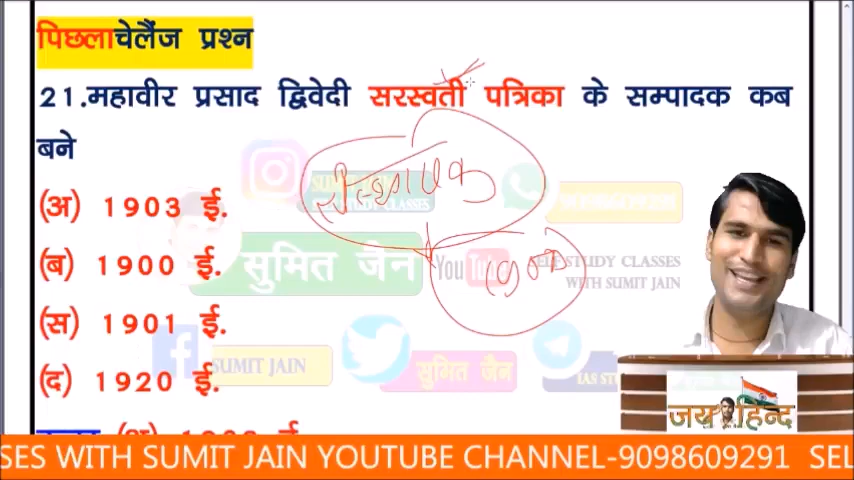 पिछला चेलैंज प्रश्न
21.महावीर प्रसाद द्विवेदी सरस्वती पत्रिका के सम्पादक कब
बने
(अ) 1903 ई.
(ब) 1900 ई.
(स) 1901 ई.
(द) 1920 ई.
सुमित जैन
You
SELF STUDY CLASSES
WITH SUMIT JAIN
SUMIT JAIN
सुमित जैन
जय हिन्द
SES WITH SUMIT JAIN YOUTUBE CHANNEL-9098609291 SEL